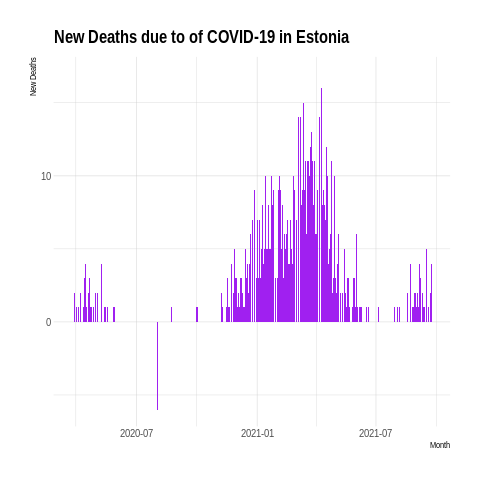 New Deaths due to of COVID-19 in Estonia
New Deaths
10
0
2020-07
2021-01
2021-07
Month